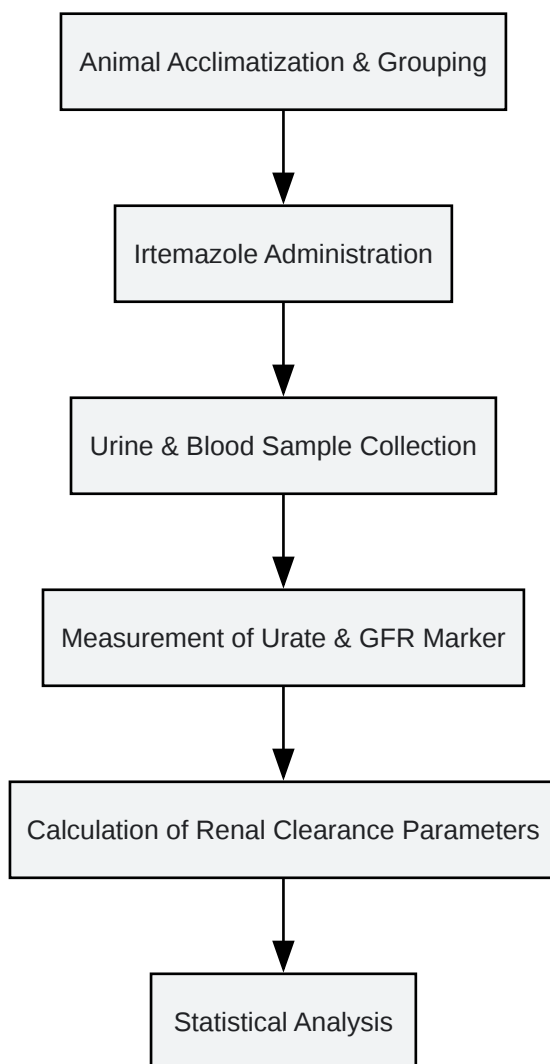 Animal Acclimatization & Grouping
Irtemazole Administration
Urine & Blood Sample Collection
Measurement of Urate & GFR Marker
Calculation of Renal Clearance Parameters
Statistical Analysis